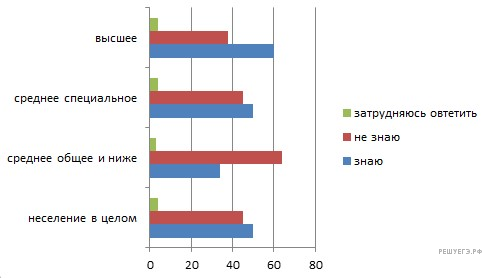 высшее
среднее специальное
среднее общее и ниже
неселение в целом
0 20 40 60 80
затрудняюсь овтетить
не знаю
знаю
РЕШУЕГЭ.РФ